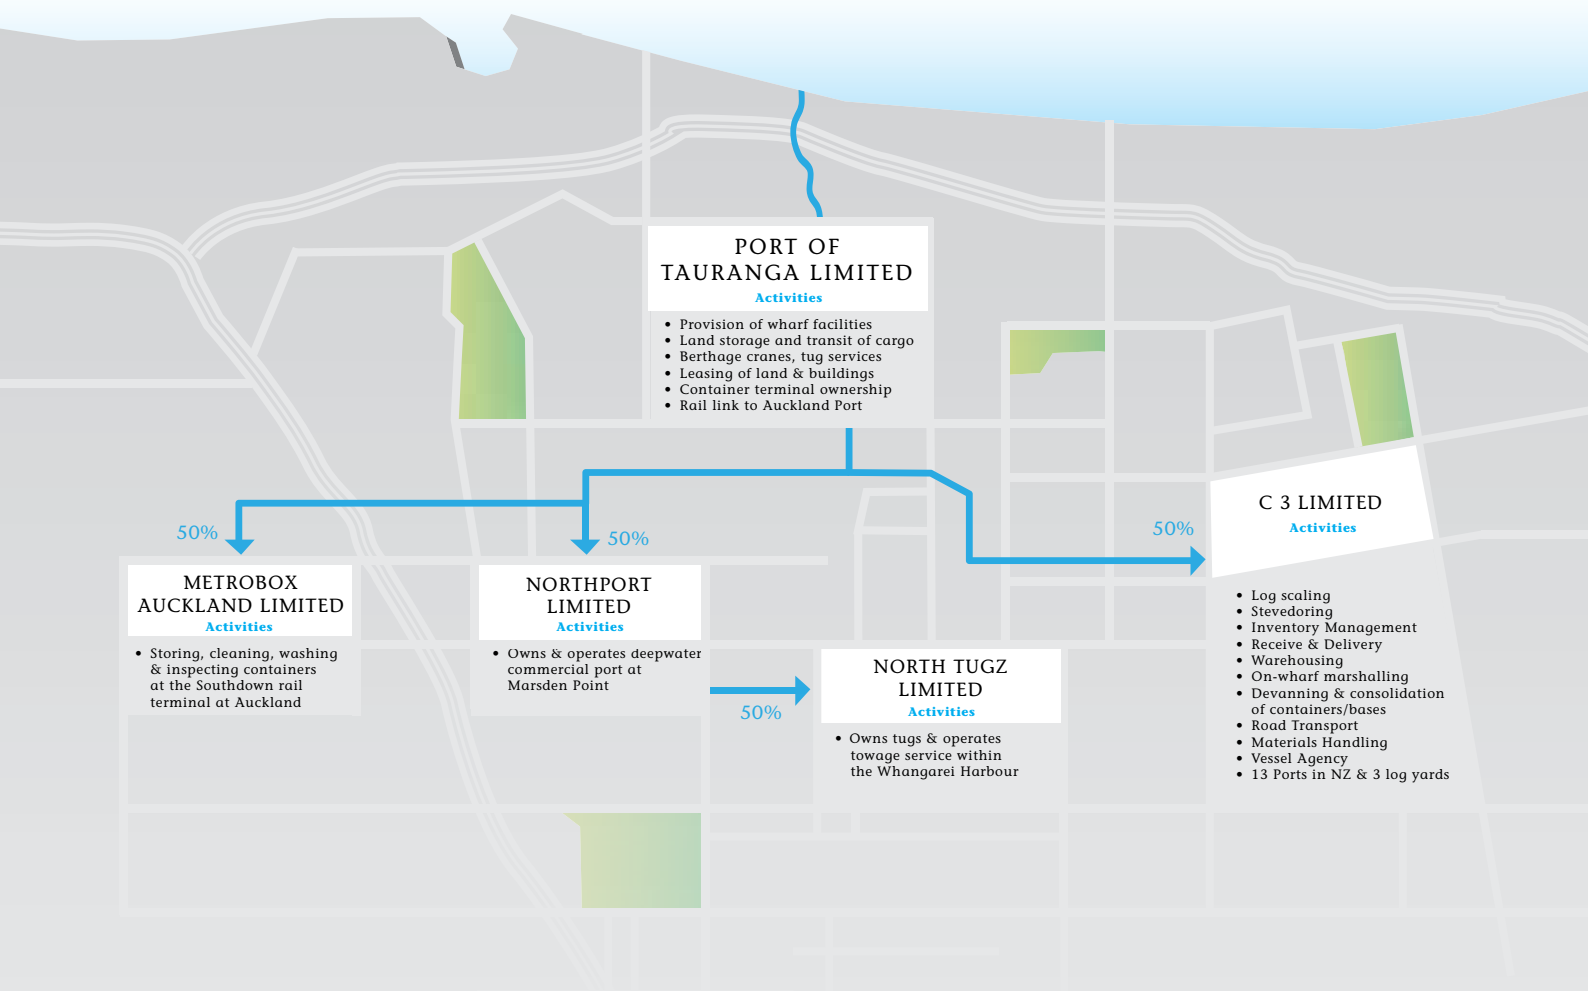 PORT OF
TAURANGA LIMITED
Activities
• Provision of wharf facilities
• Land storage and transit of cargo
• Berthage cranes, tug services
• Leasing of land & buildings
• Container terminal ownership
• Rail link to Auckland Port
50%
50%
50%
METROBOX
AUCKLAND LIMITED
Activities
• Storing, cleaning, washing
& inspecting containers
at the Southdown rail
terminal at Auckland
NORTHPORT
LIMITED
Activities
• Owns & operates deepwater
commercial port at
Marsden Point
50%
NORTH TUGZ
LIMITED
Activities
• Owns tugs & operates
towage service within
the Whangarei Harbour
C 3 LIMITED
Activities
• Log scaling
• Stevedoring
• Inventory Management
• Receive & Delivery
• Warehousing
• On-wharf marshalling
• Devanning & consolidation
of containers/bases
• Road Transport
• Materials Handling
• Vessel Agency
• 13 Ports in NZ & 3 log yards